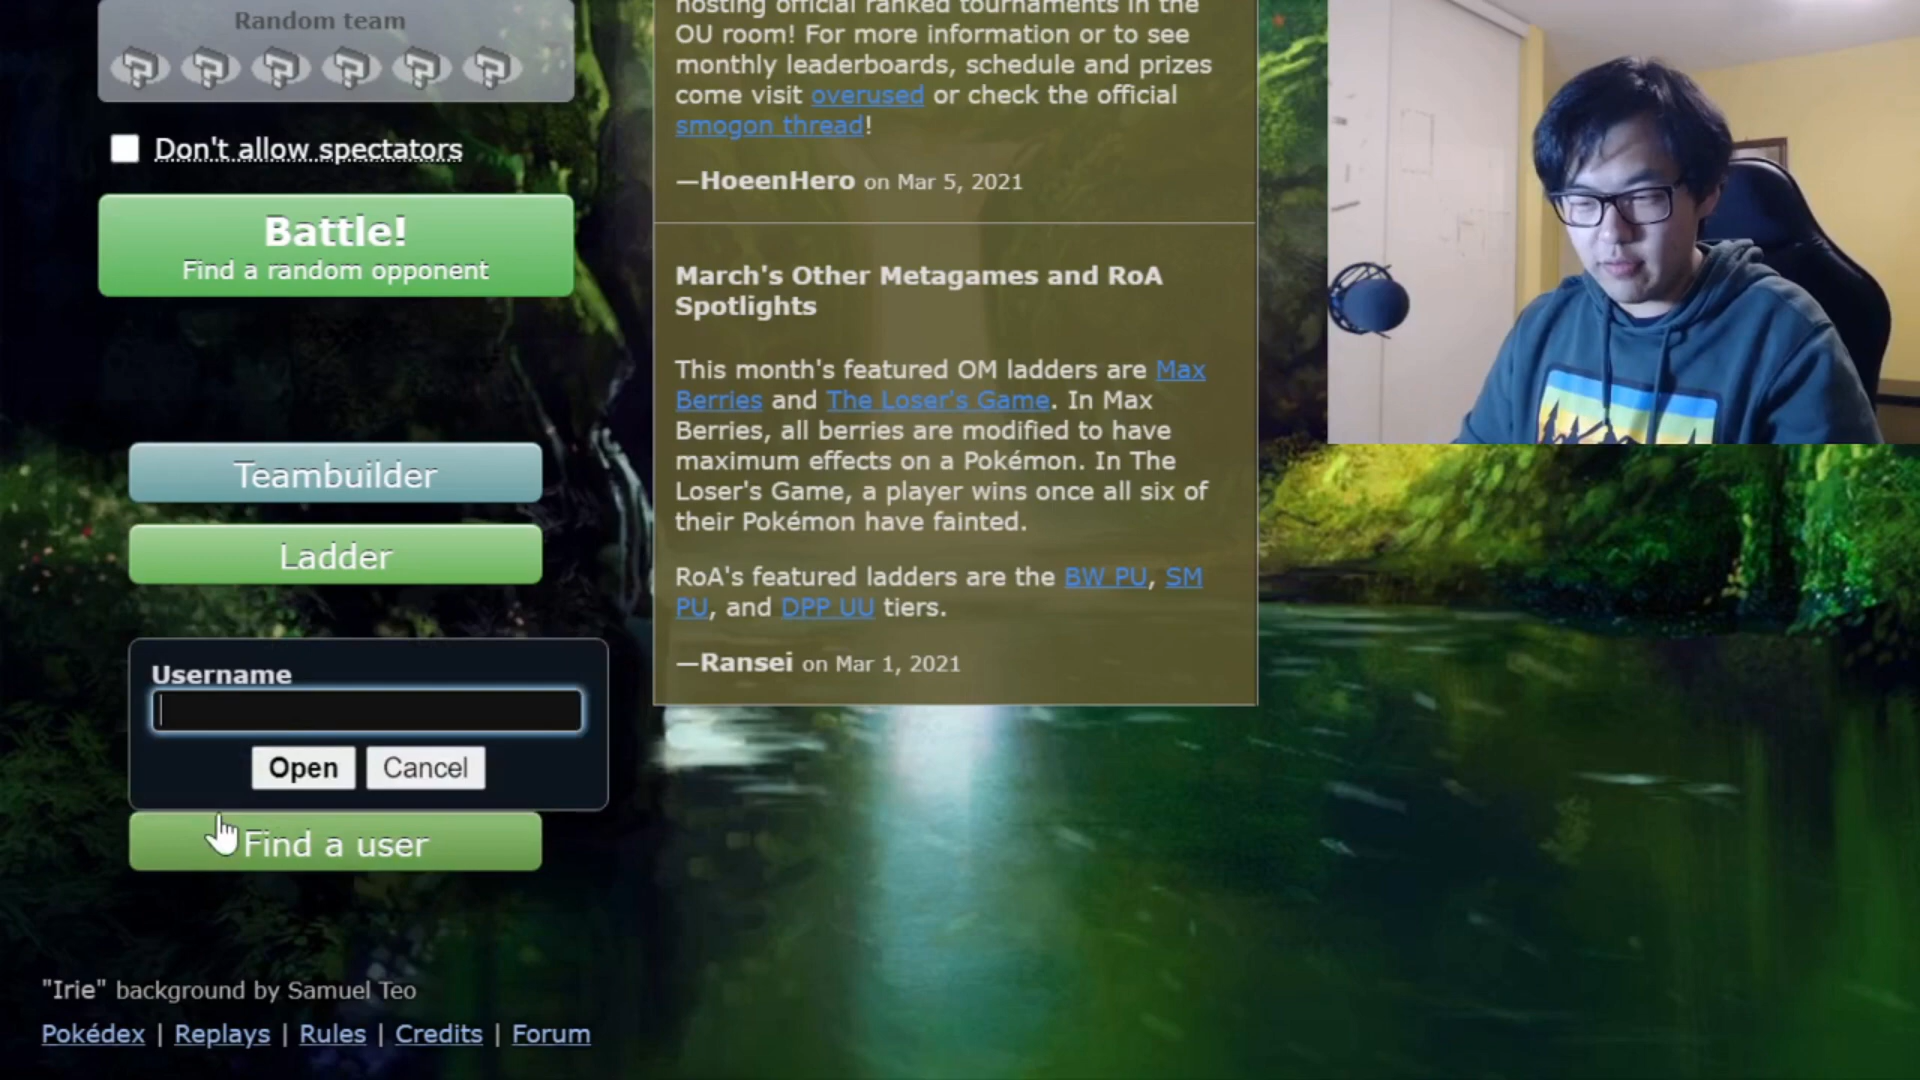 Random team
Don't allow spectators
Battle!
Find a random opponent
Teambuilder
Ladder
Username
Open Cancel
Find a user
"Irie" background by Samuel Teo
Pokédex | Replays | Rules | Credits | Forum
hosting official ranked tournaments in the
OU room! For more information or to see
monthly leaderboards, schedule and prizes
come visit overused or check the official
smogon thread!
—HoeenHero on Mar 5, 2021
March's Other Metagames and RoA
Spotlights
This month's featured OM ladders are Max
Berries and The Loser's Game. In Max
Berries, all berries are modified to have
maximum effects on a Pokémon. In The
Loser's Game, a player wins once all six of
their Pokémon have fainted.
RoA's featured ladders are the BW PU, SM
PU, and DPP UU tiers.
—Ransei on Mar 1, 2021